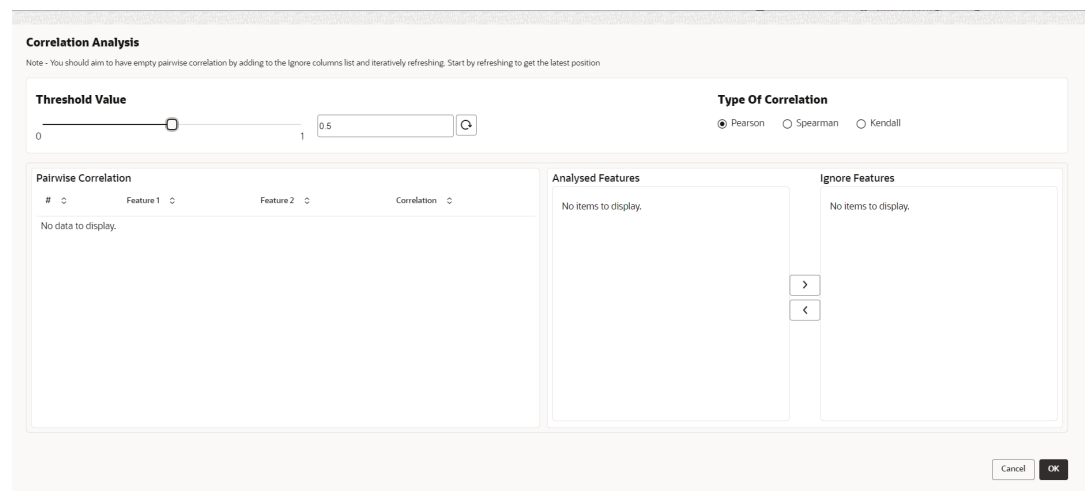 Correlation Analysis
Note - You should aim to have empty pairwise correlation by adding to the Ignore columns list and iteratively refreshing. Start by refreshing to get the latest position
Threshold Value
0
1
0.5
Type Of Correlation
Pearson Spearman Kendall
Pairwise Correlation
# Feature 1 Feature 2 Correlation
No data to display.
Analysed Features
No items to display.
Ignore Features
No items to display.
Cancel OK